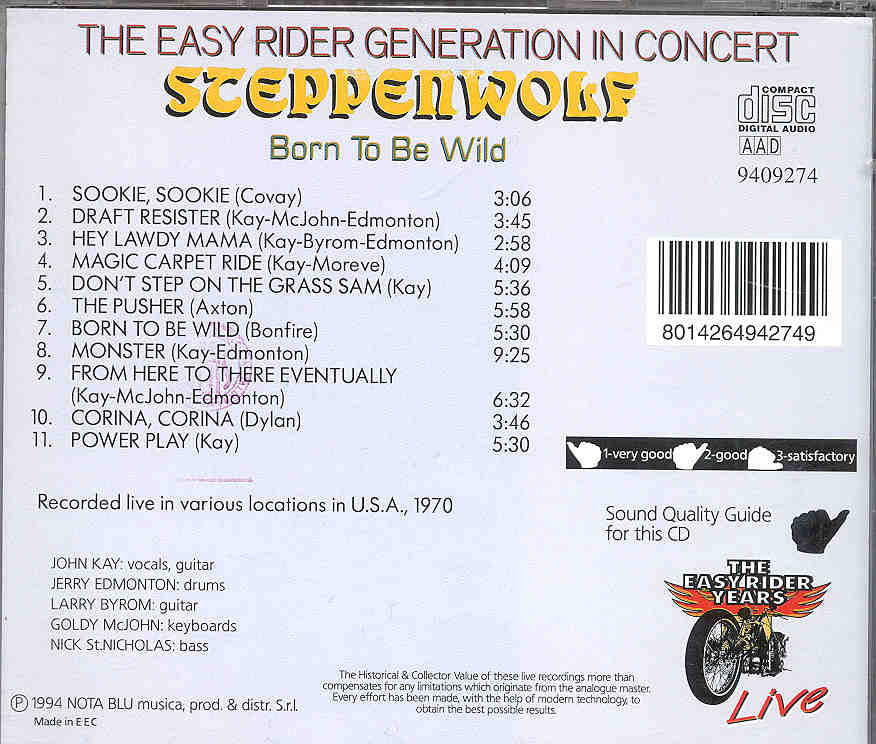 THE EASY RIDER GENERATION IN CONCERT
STEPPENWOLF
Born To Be Wild
COMPACT
disc
DIGITAL AUDIO
AAD
9409274
1. SOOKIE, SOOKIE (Covay) 3:06
2. DRAFT RESISTER (Kay-McJohn-Edmonton) 3:45
3. HEY LAWDY MAMA (Kay-Byrom-Edmonton) 2:58
4. MAGIC CARPET RIDE (Kay-Moreve) 4:09
5. DON'T STEP ON THE GRASS SAM (Kay) 5:36
6. THE PUSHER (Axton) 5:58
7. BORN TO BE WILD (Bonfire) 5:30
8. MONSTER (Kay-Edmonton) 9:25
9. FROM HERE TO THERE EVENTUALLY
(Kay-McJohn-Edmonton) 6:32
10. CORINA, CORINA (Dylan) 3:46
11. POWER PLAY (Kay) 5:30
8014264942749
1-very good 2-good 3-satisfactory
Recorded live in various locations in U.S.A., 1970
Sound Quality Guide
for this CD
JOHN KAY: vocals, guitar
JERRY EDMONTON: drums
LARRY BYROM: guitar
GOLDY McJOHN: keyboards
NICK St.NICHOLAS: bass
THE
EASY RIDER
YEARS
Live
The Historical & Collector Value of these live recordings more than
compensates for any limitations which originate from the analogue master.
Every effort has been made, with the help of modern technology, to
obtain the best possible results.
Ⓟ 1994 NOTA BLU musica, prod. & distr. S.r.l.
Made in EEC